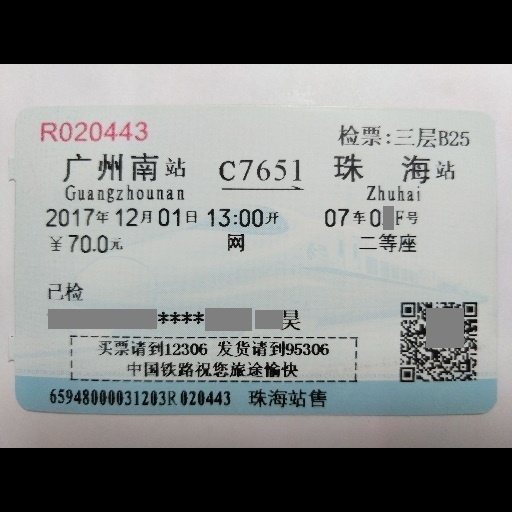 R020443 检票:三层B25
广州南站 C7651 珠海站
Guangzhounan Zhuhai
2017年12月01日 13:00开 07车0F号
¥70.0元 网 二等座
已检
****昊
买票请到12306 发货请到95306
中国铁路祝您旅途愉快
65948000031203R020443 珠海站售